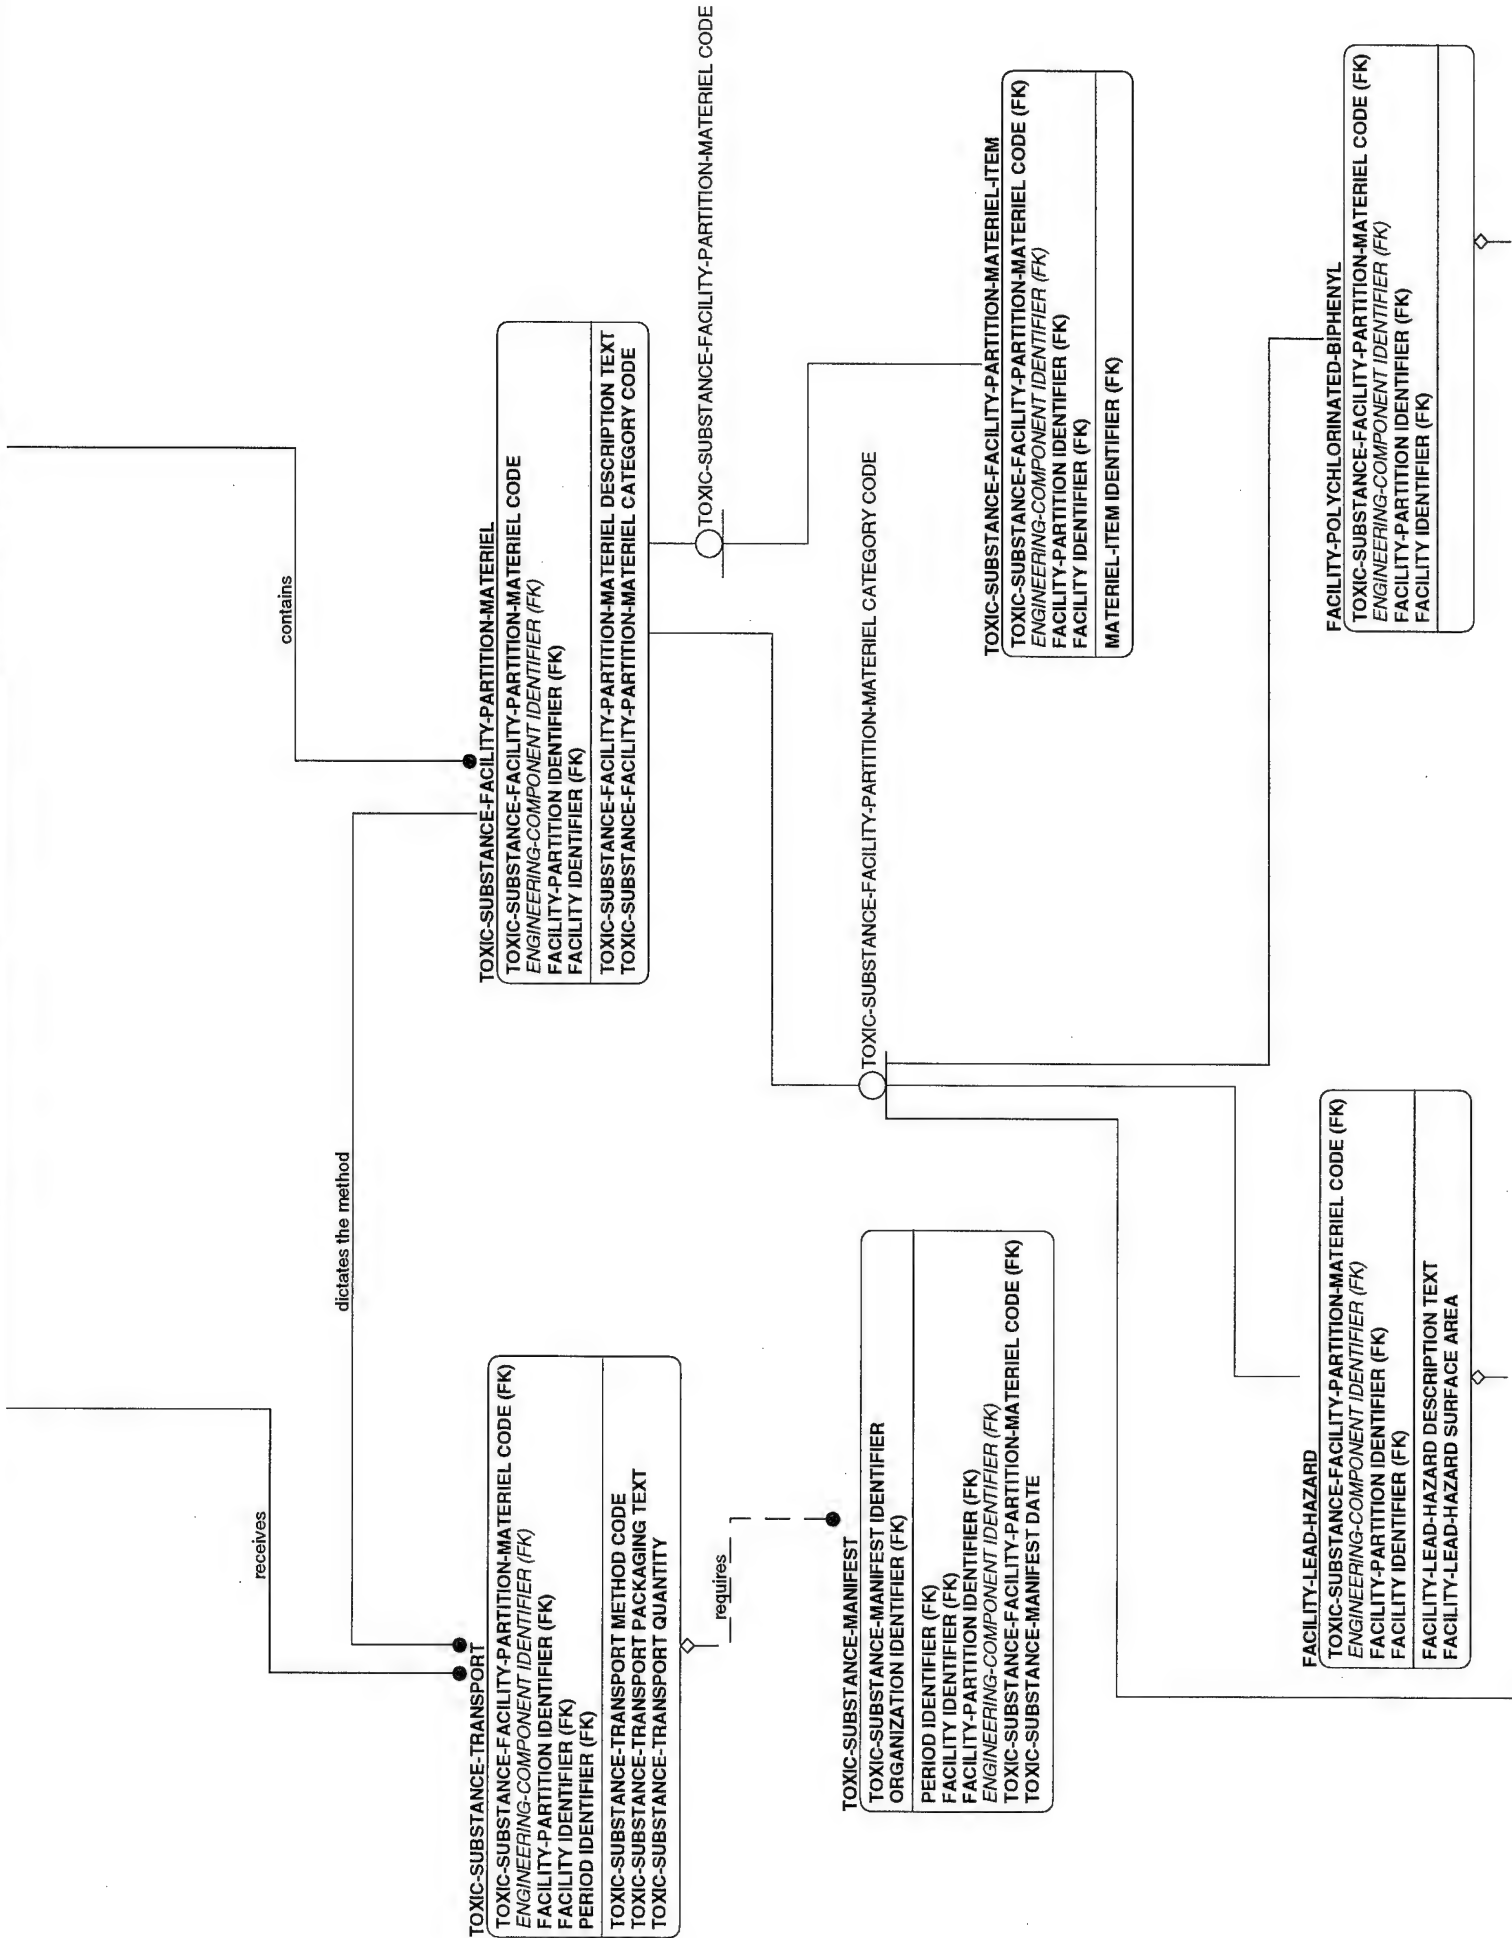 receives
dictates the method
contains
TOXIC-SUBSTANCE-TRANSPORT
TOXIC-SUBSTANCE-FACILITY-PARTITION-MATERIEL CODE (FK)
ENGINEERING-COMPONENT IDENTIFIER (FK)
FACILITY-PARTITION IDENTIFIER (FK)
FACILITY IDENTIFIER (FK)
PERIOD IDENTIFIER (FK)
TOXIC-SUBSTANCE-TRANSPORT METHOD CODE
TOXIC-SUBSTANCE-TRANSPORT PACKAGING TEXT
TOXIC-SUBSTANCE-TRANSPORT QUANTITY
TOXIC-SUBSTANCE-FACILITY-PARTITION-MATERIEL
TOXIC-SUBSTANCE-FACILITY-PARTITION-MATERIEL CODE
ENGINEERING-COMPONENT IDENTIFIER (FK)
FACILITY-PARTITION IDENTIFIER (FK)
FACILITY IDENTIFIER (FK)
TOXIC-SUBSTANCE-FACILITY-PARTITION-MATERIEL DESCRIPTION TEXT
TOXIC-SUBSTANCE-FACILITY-PARTITION-MATERIEL CATEGORY CODE
requires
TOXIC-SUBSTANCE-FACILITY-PARTITION-MATERIEL CODE
TOXIC-SUBSTANCE-MANIFEST
TOXIC-SUBSTANCE-MANIFEST IDENTIFIER
ORGANIZATION IDENTIFIER (FK)
PERIOD IDENTIFIER (FK)
FACILITY IDENTIFIER (FK)
FACILITY-PARTITION IDENTIFIER (FK)
ENGINEERING-COMPONENT IDENTIFIER (FK)
TOXIC-SUBSTANCE-FACILITY-PARTITION-MATERIEL CODE (FK)
TOXIC-SUBSTANCE-MANIFEST DATE
TOXIC-SUBSTANCE-FACILITY-PARTITION-MATERIEL CATEGORY CODE
TOXIC-SUBSTANCE-FACILITY-PARTITION-MATERIEL-ITEM
TOXIC-SUBSTANCE-FACILITY-PARTITION-MATERIEL CODE (FK)
ENGINEERING-COMPONENT IDENTIFIER (FK)
FACILITY-PARTITION IDENTIFIER (FK)
FACILITY IDENTIFIER (FK)
MATERIEL-ITEM IDENTIFIER (FK)
FACILITY-LEAD-HAZARD
TOXIC-SUBSTANCE-FACILITY-PARTITION-MATERIEL CODE (FK)
ENGINEERING-COMPONENT IDENTIFIER (FK)
FACILITY-PARTITION IDENTIFIER (FK)
FACILITY IDENTIFIER (FK)
FACILITY-LEAD-HAZARD DESCRIPTION TEXT
FACILITY-LEAD-HAZARD SURFACE AREA
FACILITY-POLYCHLORINATED-BIPHENYL
TOXIC-SUBSTANCE-FACILITY-PARTITION-MATERIEL CODE (FK)
ENGINEERING-COMPONENT IDENTIFIER (FK)
FACILITY-PARTITION IDENTIFIER (FK)
FACILITY IDENTIFIER (FK)